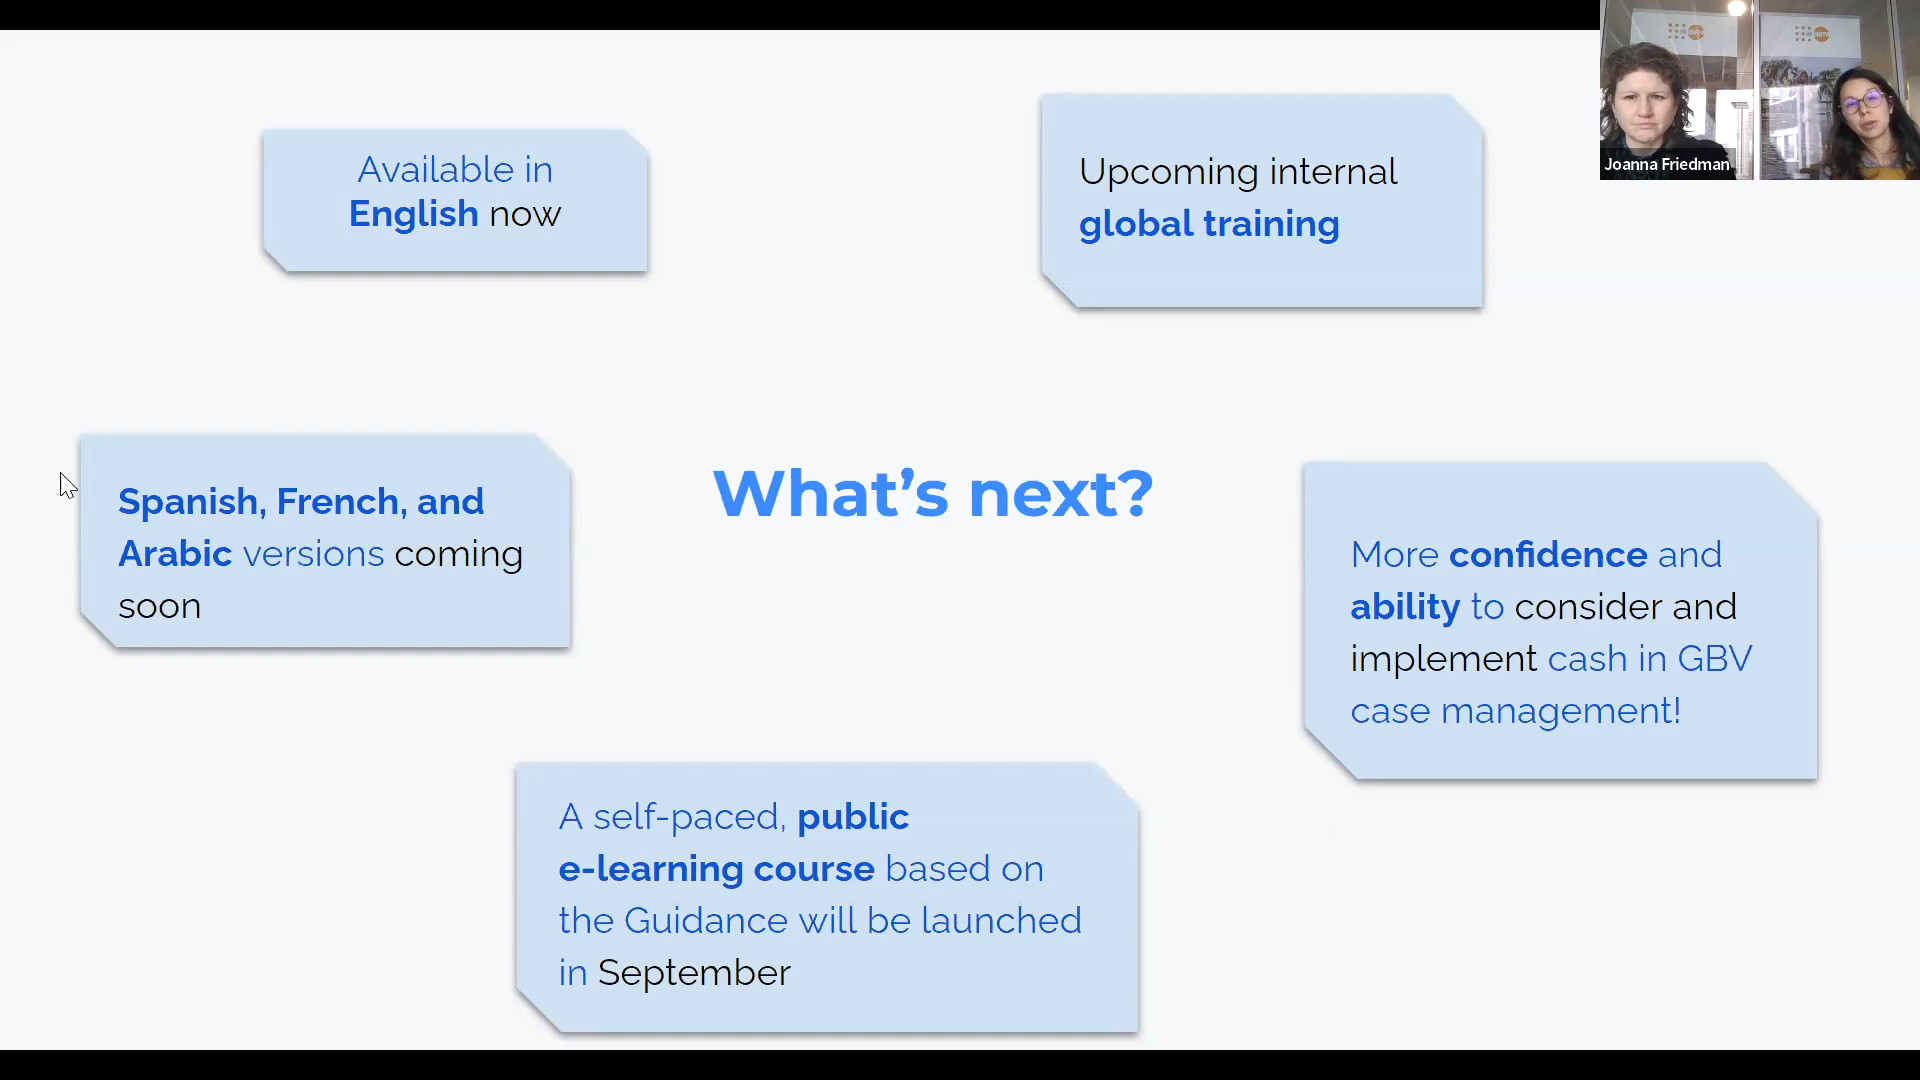 Available in
English now
Upcoming internal
global training
Joanna Friedman
Spanish, French, and
Arabic versions coming
soon
What's next?
More confidence and
ability to consider and
implement cash in GBV
case management!
A self-paced, public
e-learning course based on
the Guidance will be launched
in September